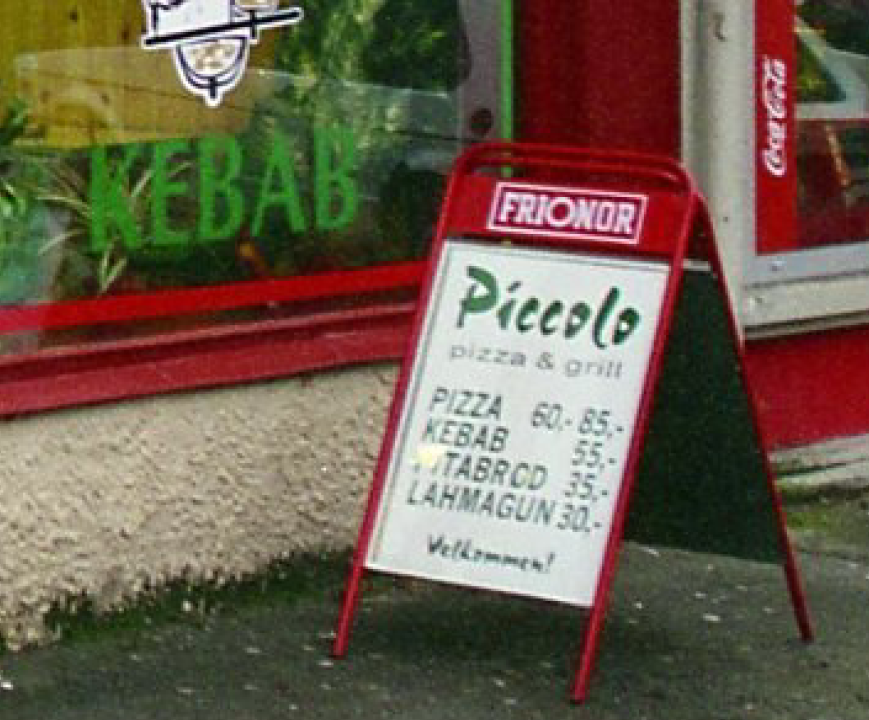 KEBAB
Coca-Cola
FRIONOR
Piccolo
pizza & grill
PIZZA 60,- 85,-
KEBAB 55,-
PITABRØD 35,-
LAHMAGUN 30,-
Velkommen!